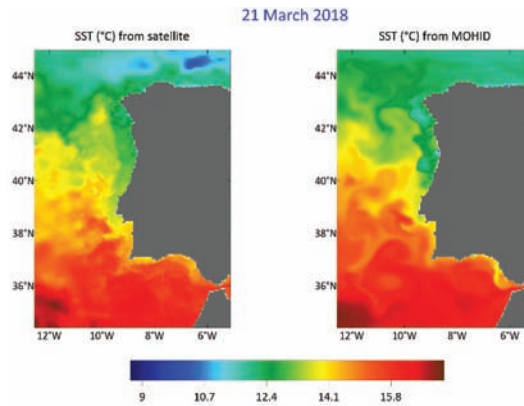 21 March 2018
SST (°C) from satellite
SST (°C) from MOHID
44°N
42°N
40°N
38°N
36°N
12°W 10°W 8°W 6°W
44°N
42°N
40°N
38°N
36°N
12°W 10°W 8°W 6°W
9 10.7 12.4 14.1 15.8